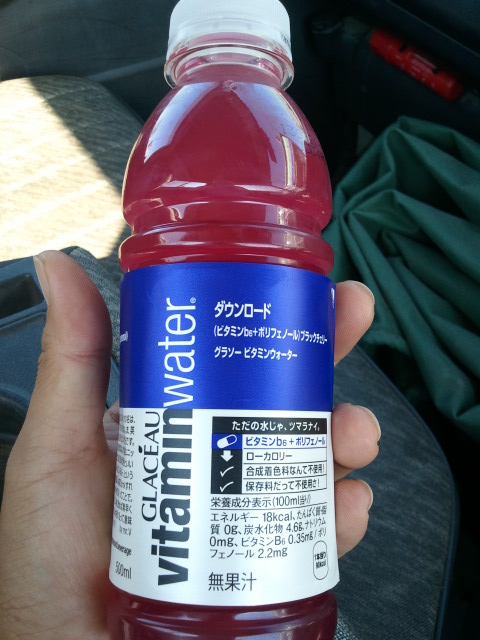 GLACÉAU
vitaminwater®
ダウンロード
(ビタミンb6+ポリフェノール)ブラックチェリー
グラソー ビタミンウォーター
ただの水じゃ、ツマラナイ。
ビタミンb6+ポリフェノール
ローカロリー
合成着色料なんて不使用!
保存料だって不使用さ!
栄養成分表示(100ml当り)
エネルギー 18kcal、たんぱく質・脂
質 0g、炭水化物 4.6g、ナトリウム
0mg、ビタミンB6 0.35mg / ポリ
フェノール 2.2mg
無果汁
500ml